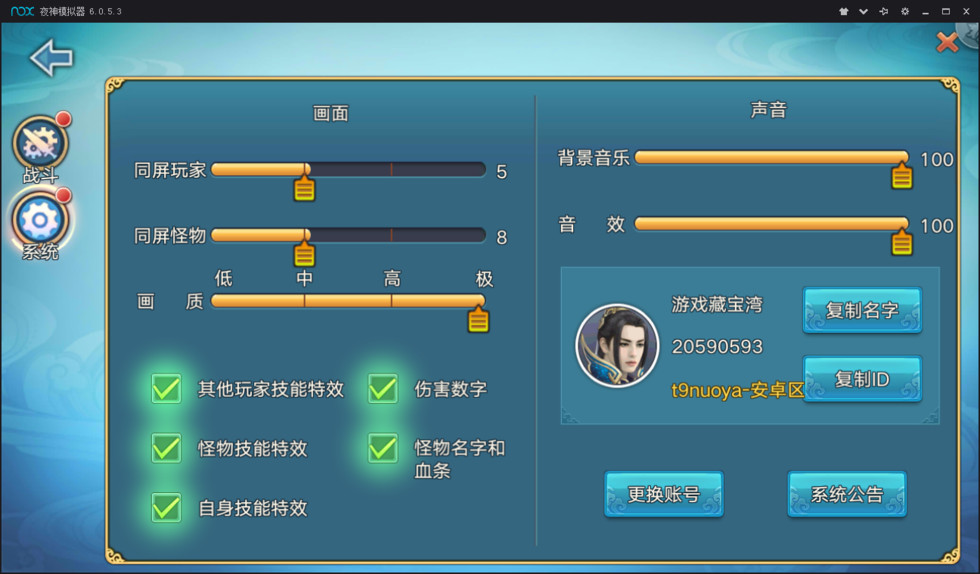 nox 夜神模拟器 6.0.5.3
战斗
系统
画面
同屏玩家 5
同屏怪物 8
低 中 高 极
画 质
其他玩家技能特效 伤害数字
怪物技能特效 怪物名字和
血条
自身技能特效
声音
背景音乐 100
音 效 100
游戏藏宝湾 复制名字
20590593
t9nuoya-安卓区 复制ID
更换账号 系统公告